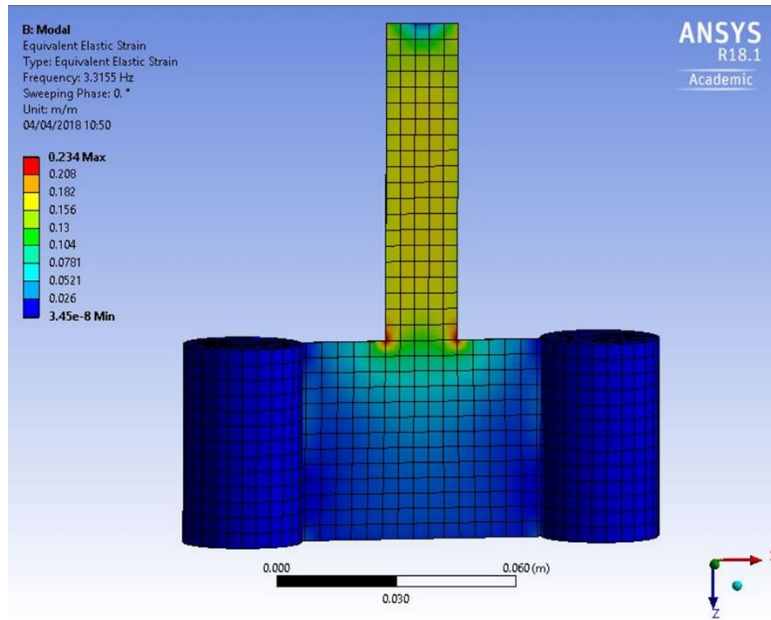 B: Modal
Equivalent Elastic Strain
Type: Equivalent Elastic Strain
Frequency: 3.3155 Hz
Sweeping Phase: 0. °
Unit: m/m
04/04/2018 10:50
0.234 Max
0.208
0.182
0.156
0.13
0.104
0.0781
0.0521
0.026
3.45e-8 Min
ANSYS
R18.1
Academic
0.000
0.060 (m)
0.030
Z